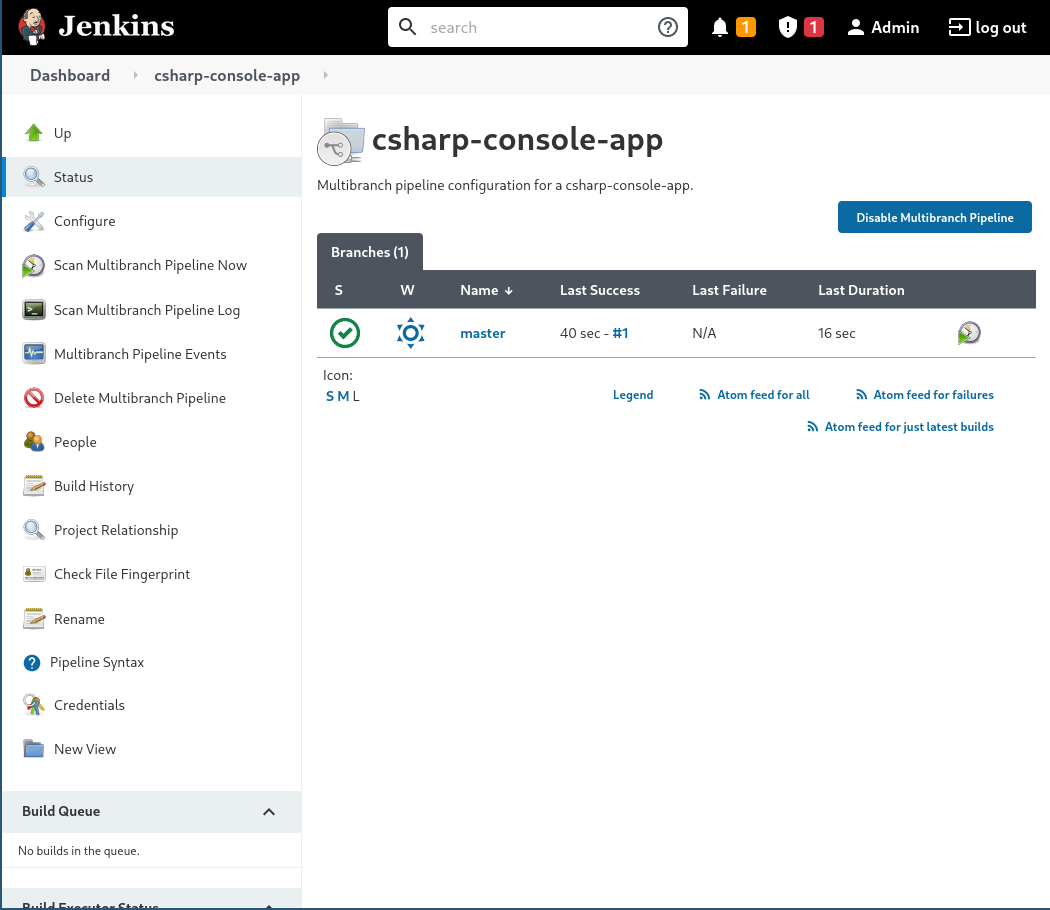 Jenkins
search
1
1
Admin
log out
Dashboard
csharp-console-app
Up
Status
Configure
Scan Multibranch Pipeline Now
Scan Multibranch Pipeline Log
Multibranch Pipeline Events
Delete Multibranch Pipeline
People
Build History
Project Relationship
Check File Fingerprint
Rename
Pipeline Syntax
Credentials
New View
Build Queue
No builds in the queue.
Build Executor Status
csharp-console-app
Multibranch pipeline configuration for a csharp-console-app.
Disable Multibranch Pipeline
Branches (1)
S W Name ↓ Last Success Last Failure Last Duration
master 40 sec - #1 N/A 16 sec
Icon:
S M L
Legend Atom feed for all Atom feed for failures
Atom feed for just latest builds